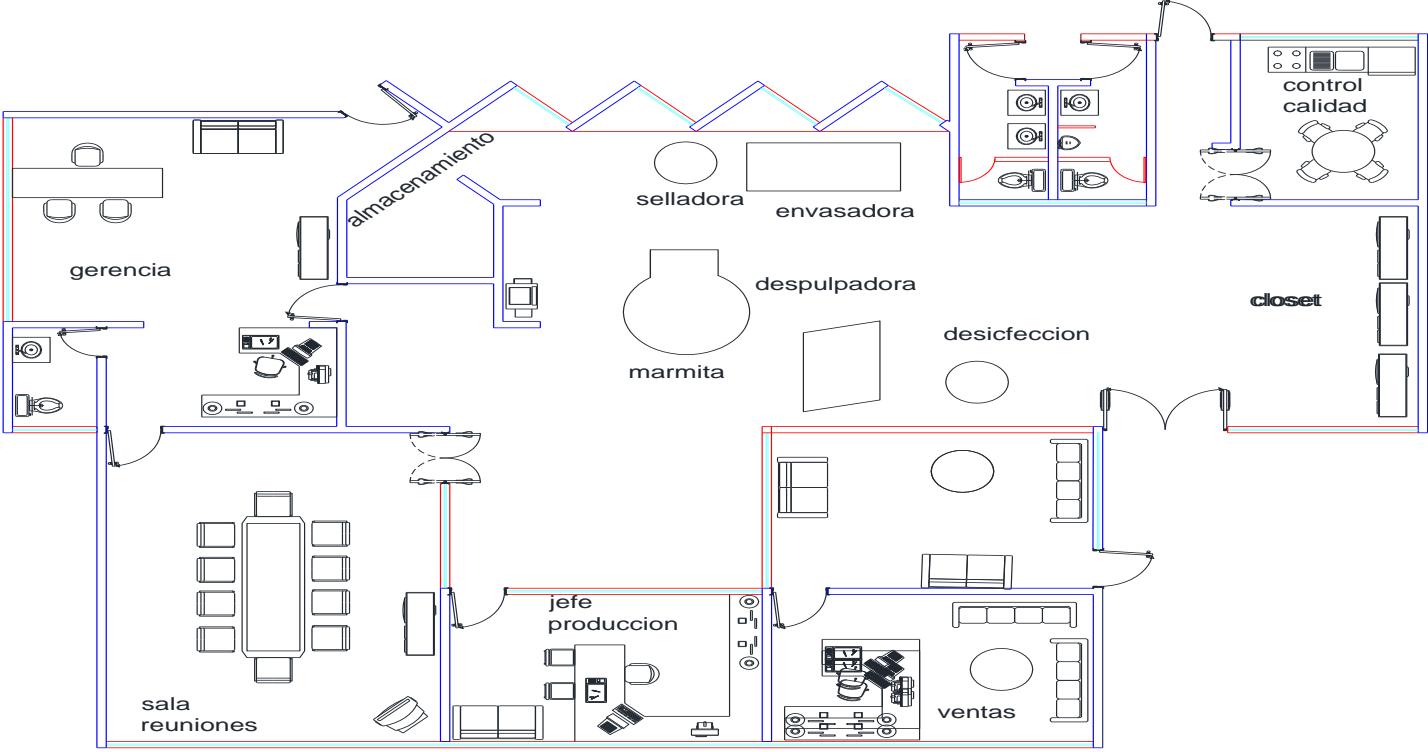 control
calidad
almacenamiento
selladora
envasadora
gerencia
despulpadora
closet
desicfeccion
marmita
jefe
produccion
sala
reuniones
ventas